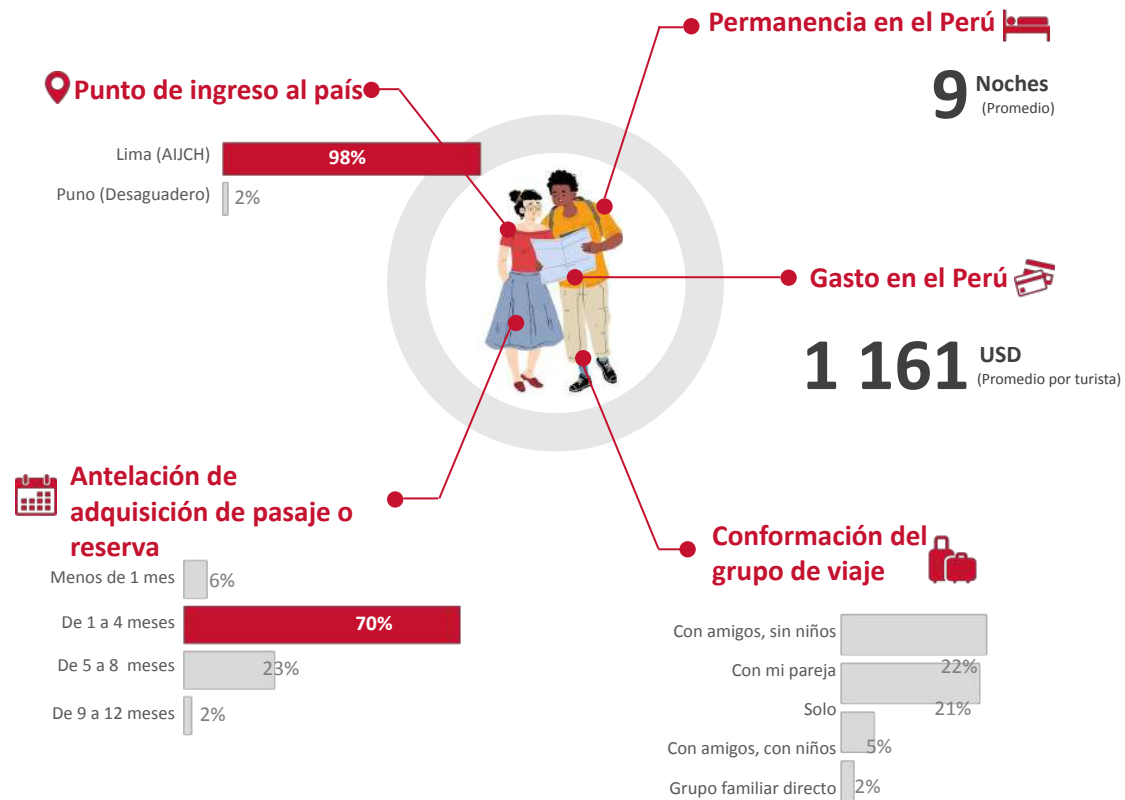 Permanencia en el Perú
9 Noches
(Promedio)
Punto de ingreso al país
Lima (AIJCH) 98%
Puno (Desaguadero) 2%
Gasto en el Perú
1 161 USD
(Promedio por turista)
Antelación de
adquisición de pasaje o
reserva
Menos de 1 mes 6%
De 1 a 4 meses 70%
De 5 a 8 meses 23%
De 9 a 12 meses 2%
Conformación del
grupo de viaje
Con amigos, sin niños
Con mi pareja 22%
Solo 21%
Con amigos, con niños 5%
Grupo familiar directo 2%